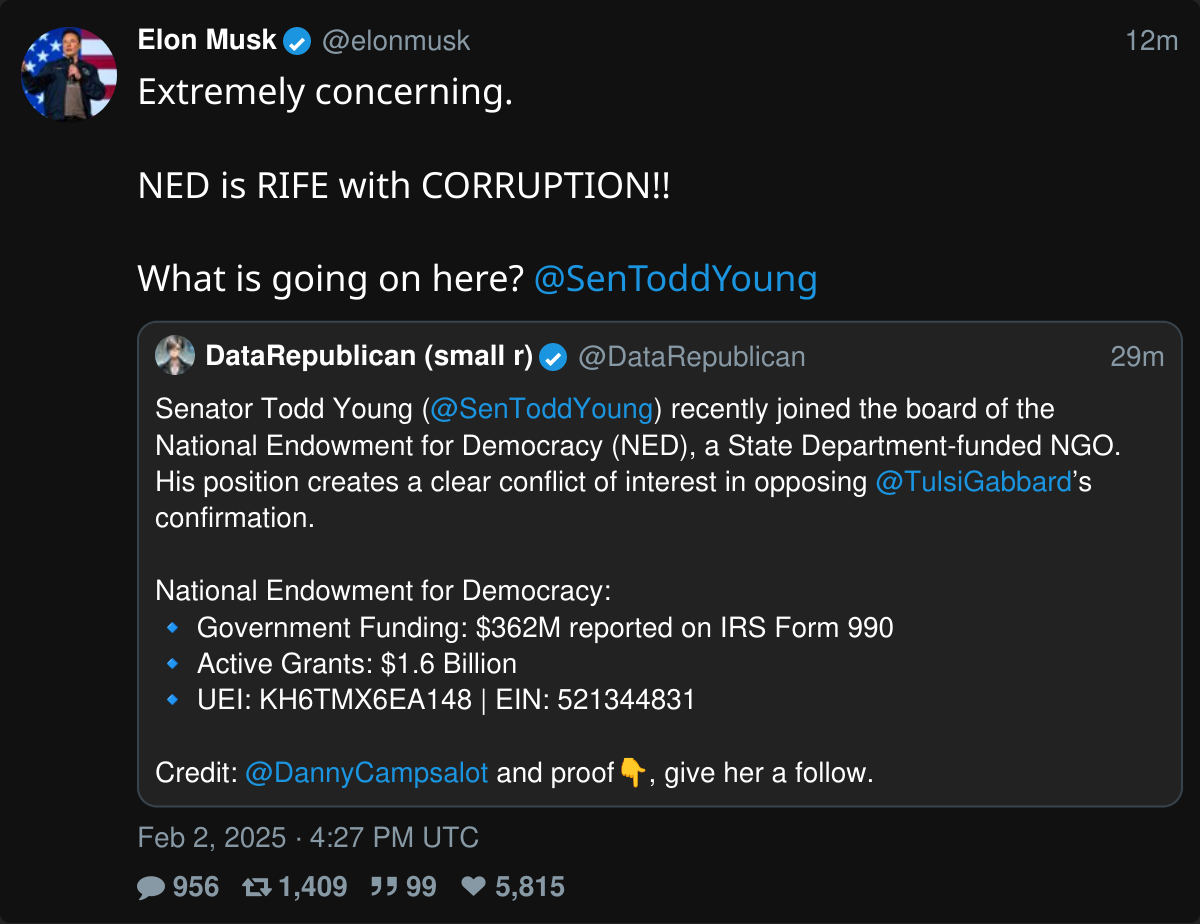 Elon Musk @elonmusk 12m
Extremely concerning.
NED is RIFE with CORRUPTION!!
What is going on here? @SenToddYoung
DataRepublican (small r) @DataRepublican 29m
Senator Todd Young (@SenToddYoung) recently joined the board of the
National Endowment for Democracy (NED), a State Department-funded NGO.
His position creates a clear conflict of interest in opposing @TulsiGabbard’s
confirmation.
National Endowment for Democracy:
🔹 Government Funding: $362M reported on IRS Form 990
🔹 Active Grants: $1.6 Billion
🔹 UEI: KH6TMX6EA148 | EIN: 521344831
Credit: @DannyCampsalot and proof👇, give her a follow.
Feb 2, 2025 · 4:27 PM UTC
956 1,409 99 5,815